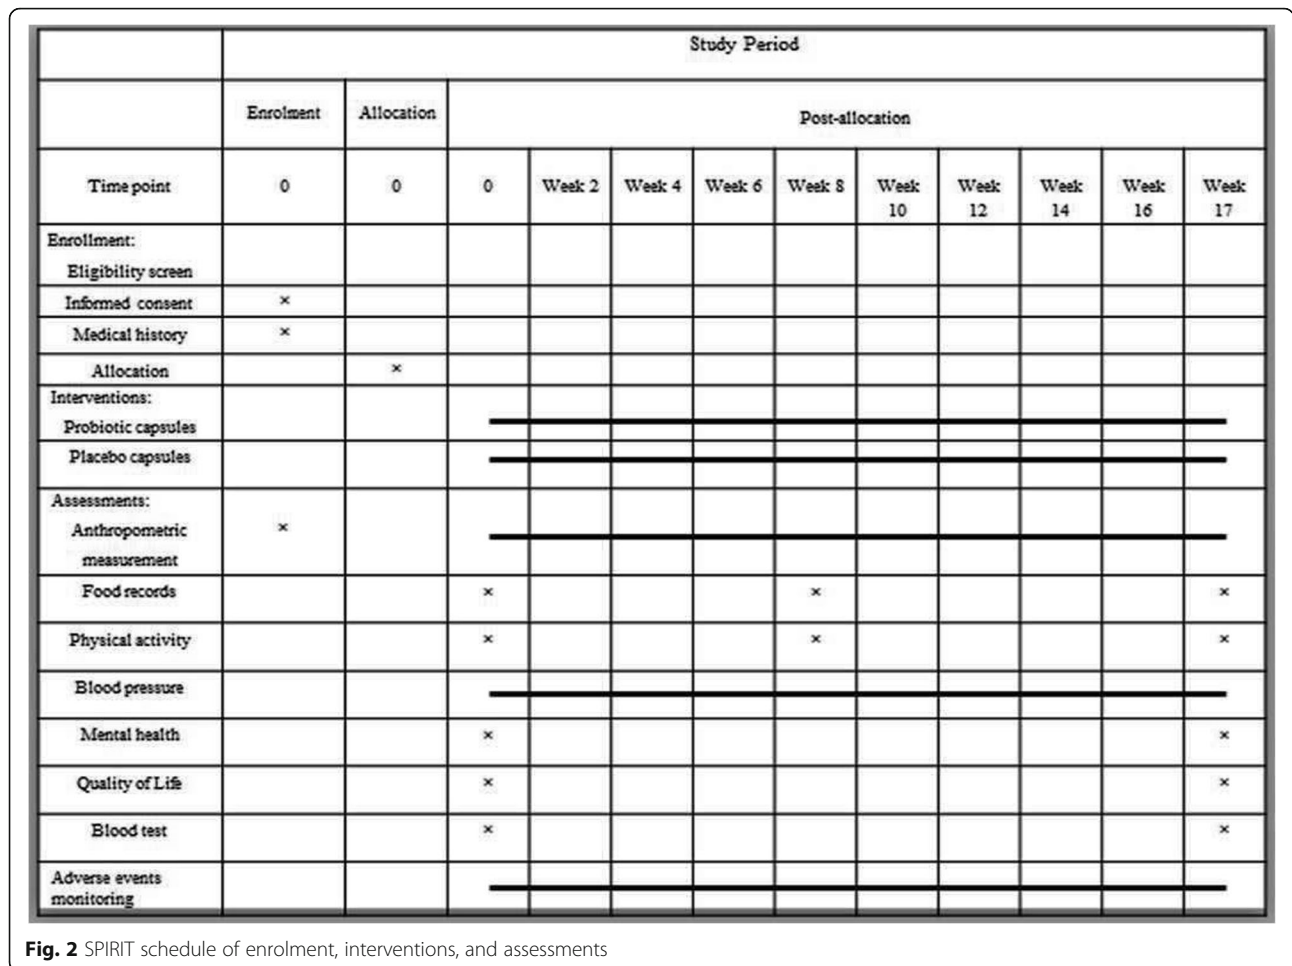 Study Period
Enrolment Allocation Post-allocation
Time point 0 0 0 Week 2 Week 4 Week 6 Week 8 Week 10 Week 12 Week 14 Week 16 Week 17
Enrollment:
Eligibility screen
Informed consent ×
Medical history ×
Allocation ×
Interventions:
Probiotic capsules
Placebo capsules
Assessments:
Anthropometric measurement ×
Food records × × ×
Physical activity × × ×
Blood pressure
Mental health × ×
Quality of Life × ×
Blood test × ×
Adverse events
monitoring
Fig. 2 SPIRIT schedule of enrolment, interventions, and assessments